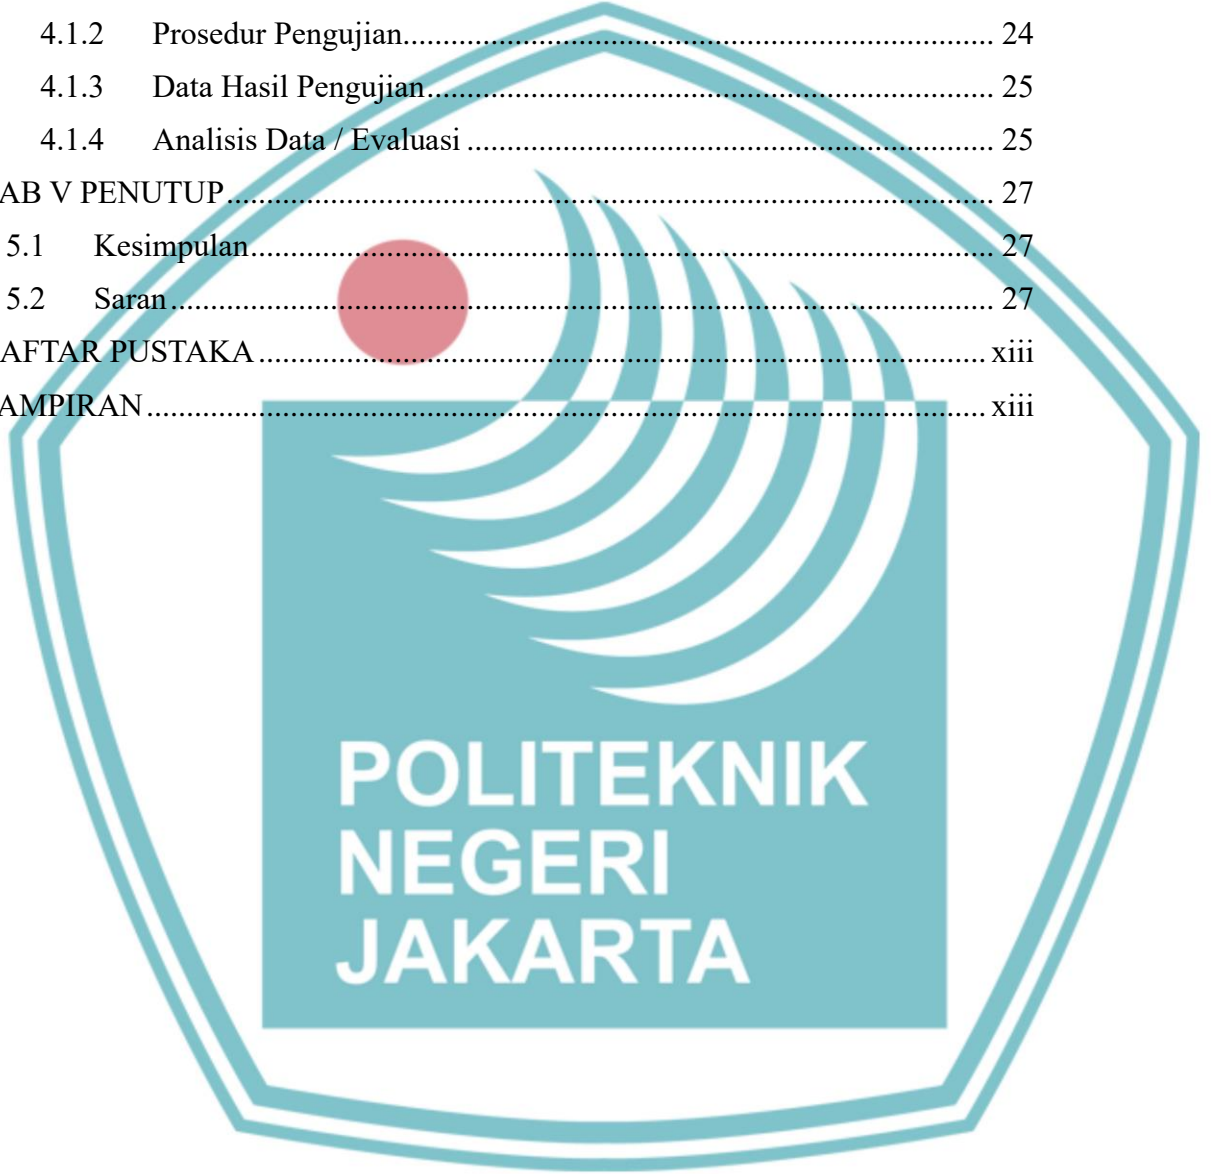 4.1.2 Prosedur Pengujian.......................................................................... 24
4.1.3 Data Hasil Pengujian....................................................................... 25
4.1.4 Analisis Data / Evaluasi.................................................................. 25
AB V PENUTUP................................................................................................ 27
5.1 Kesimpulan............................................................................................. 27
5.2 Saran....................................................................................................... 27
AFTAR PUSTAKA........................................................................................... xiii
AMPIRAN......................................................................................................... xiii
POLITEKNIK
NEGERI
JAKARTA